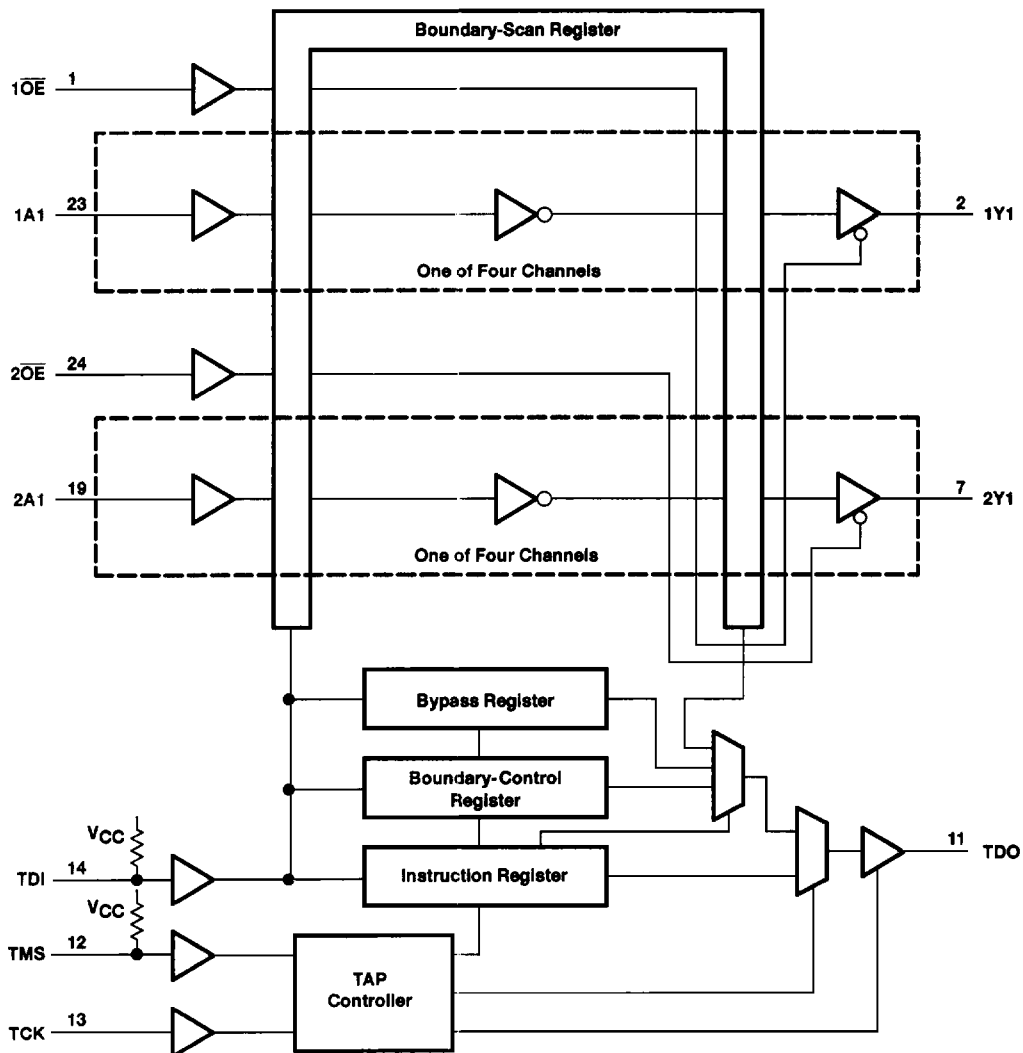 Boundary-Scan Register
1O̅E̅ 1
1A1 23
2 1Y1
One of Four Channels
2O̅E̅ 24
2A1 19
7 2Y1
One of Four Channels
Bypass Register
Boundary-Control
Register
VCC
TDI 14
Instruction Register
11 TDO
VCC
TMS 12
TAP
Controller
TCK 13